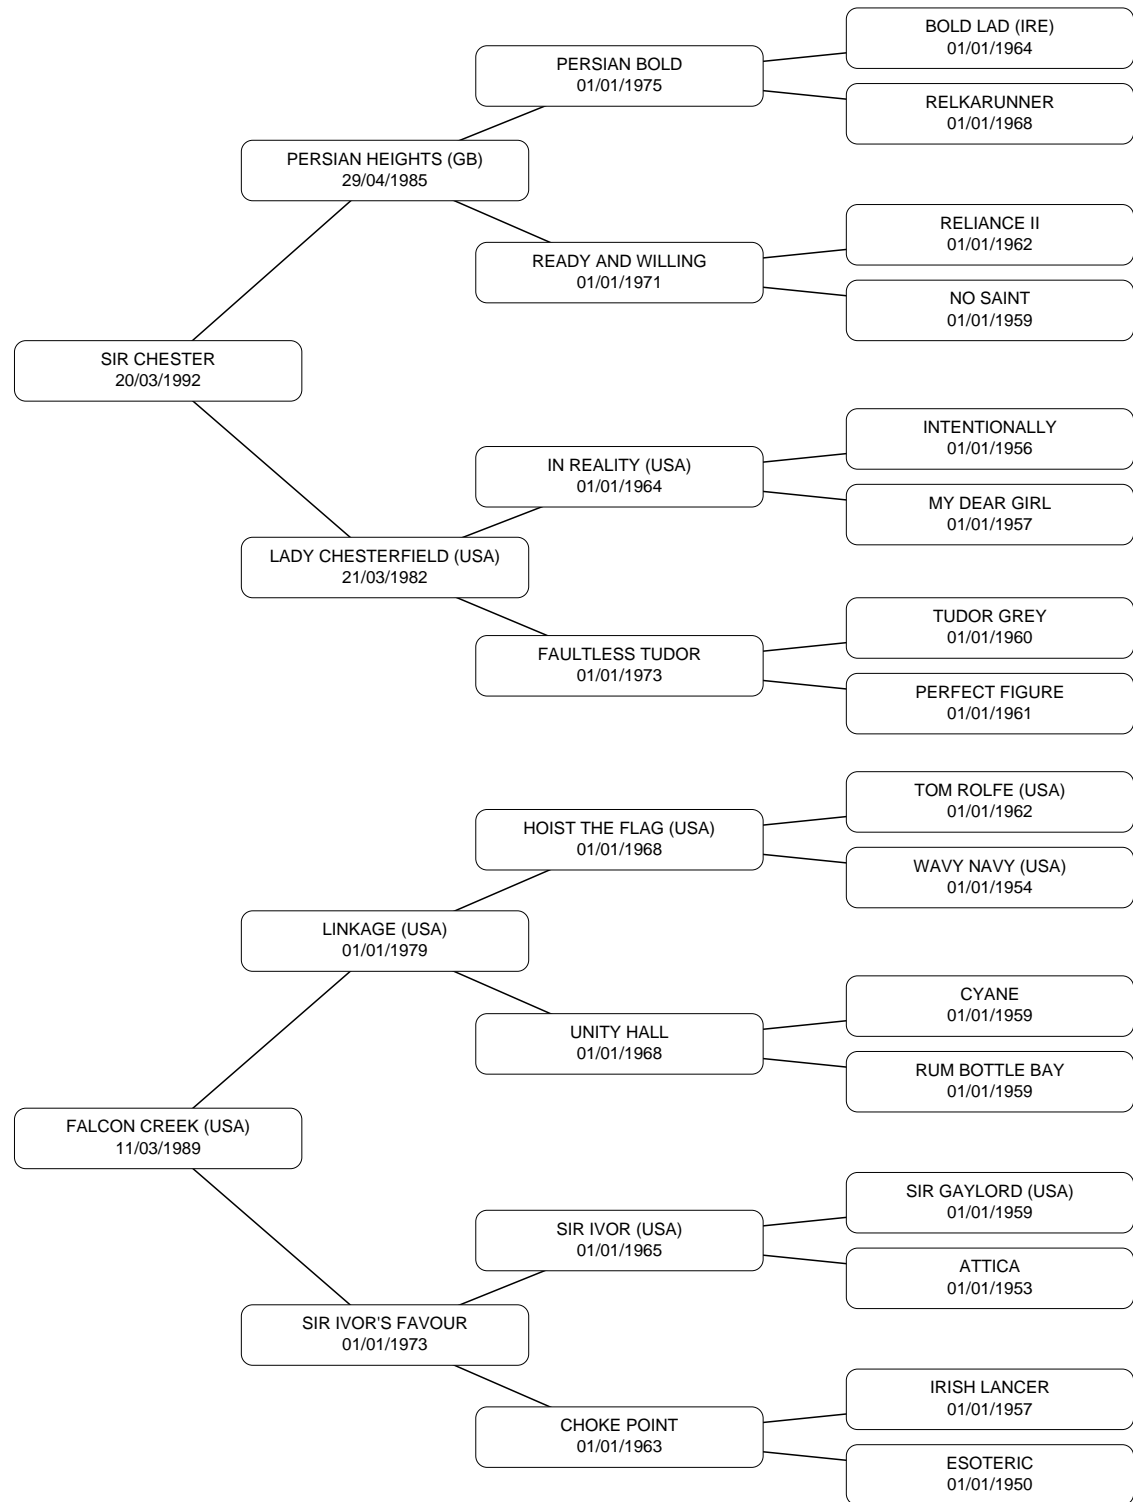 BOLD LAD (IRE)
01/01/1964
PERSIAN BOLD
01/01/1975
RELKARUNNER
01/01/1968
PERSIAN HEIGHTS (GB)
29/04/1985
RELIANCE II
01/01/1962
READY AND WILLING
01/01/1971
NO SAINT
01/01/1959
SIR CHESTER
20/03/1992
INTENTIONALLY
01/01/1956
IN REALITY (USA)
01/01/1964
MY DEAR GIRL
01/01/1957
LADY CHESTERFIELD (USA)
21/03/1982
TUDOR GREY
01/01/1960
FAULTLESS TUDOR
01/01/1973
PERFECT FIGURE
01/01/1961
TOM ROLFE (USA)
01/01/1962
HOIST THE FLAG (USA)
01/01/1968
WAVY NAVY (USA)
01/01/1954
LINKAGE (USA)
01/01/1979
CYANE
01/01/1959
UNITY HALL
01/01/1968
RUM BOTTLE BAY
01/01/1959
FALCON CREEK (USA)
11/03/1989
SIR GAYLORD (USA)
01/01/1959
SIR IVOR (USA)
01/01/1965
ATTICA
01/01/1953
SIR IVOR'S FAVOUR
01/01/1973
IRISH LANCER
01/01/1957
CHOKE POINT
01/01/1963
ESOTERIC
01/01/1950